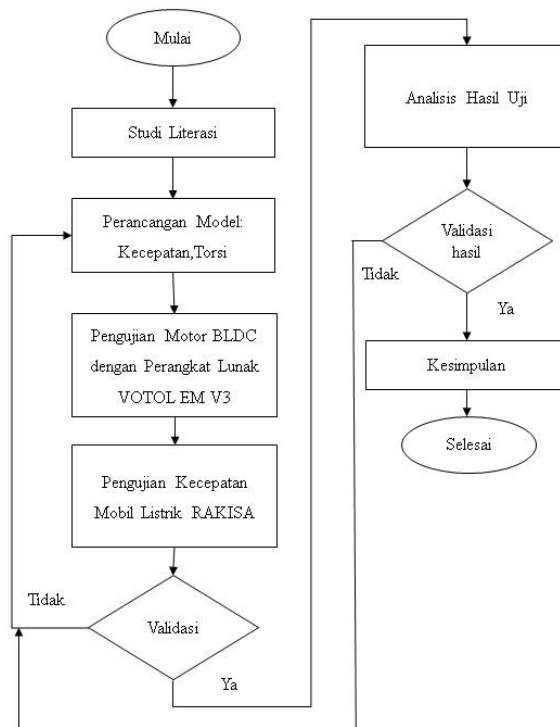 Mulai
Studi Literasi
Perancangan Model:
Kecepatan,Torsi
Pengujian Motor BLDC
dengan Perangkat Lunak
VOTOL EM V3
Pengujian Kecepatan
Mobil Listrik RAKISA
Tidak
Validasi
Ya
Analisis Hasil Uji
Validasi
hasil
Tidak
Ya
Kesimpulan
Selesai